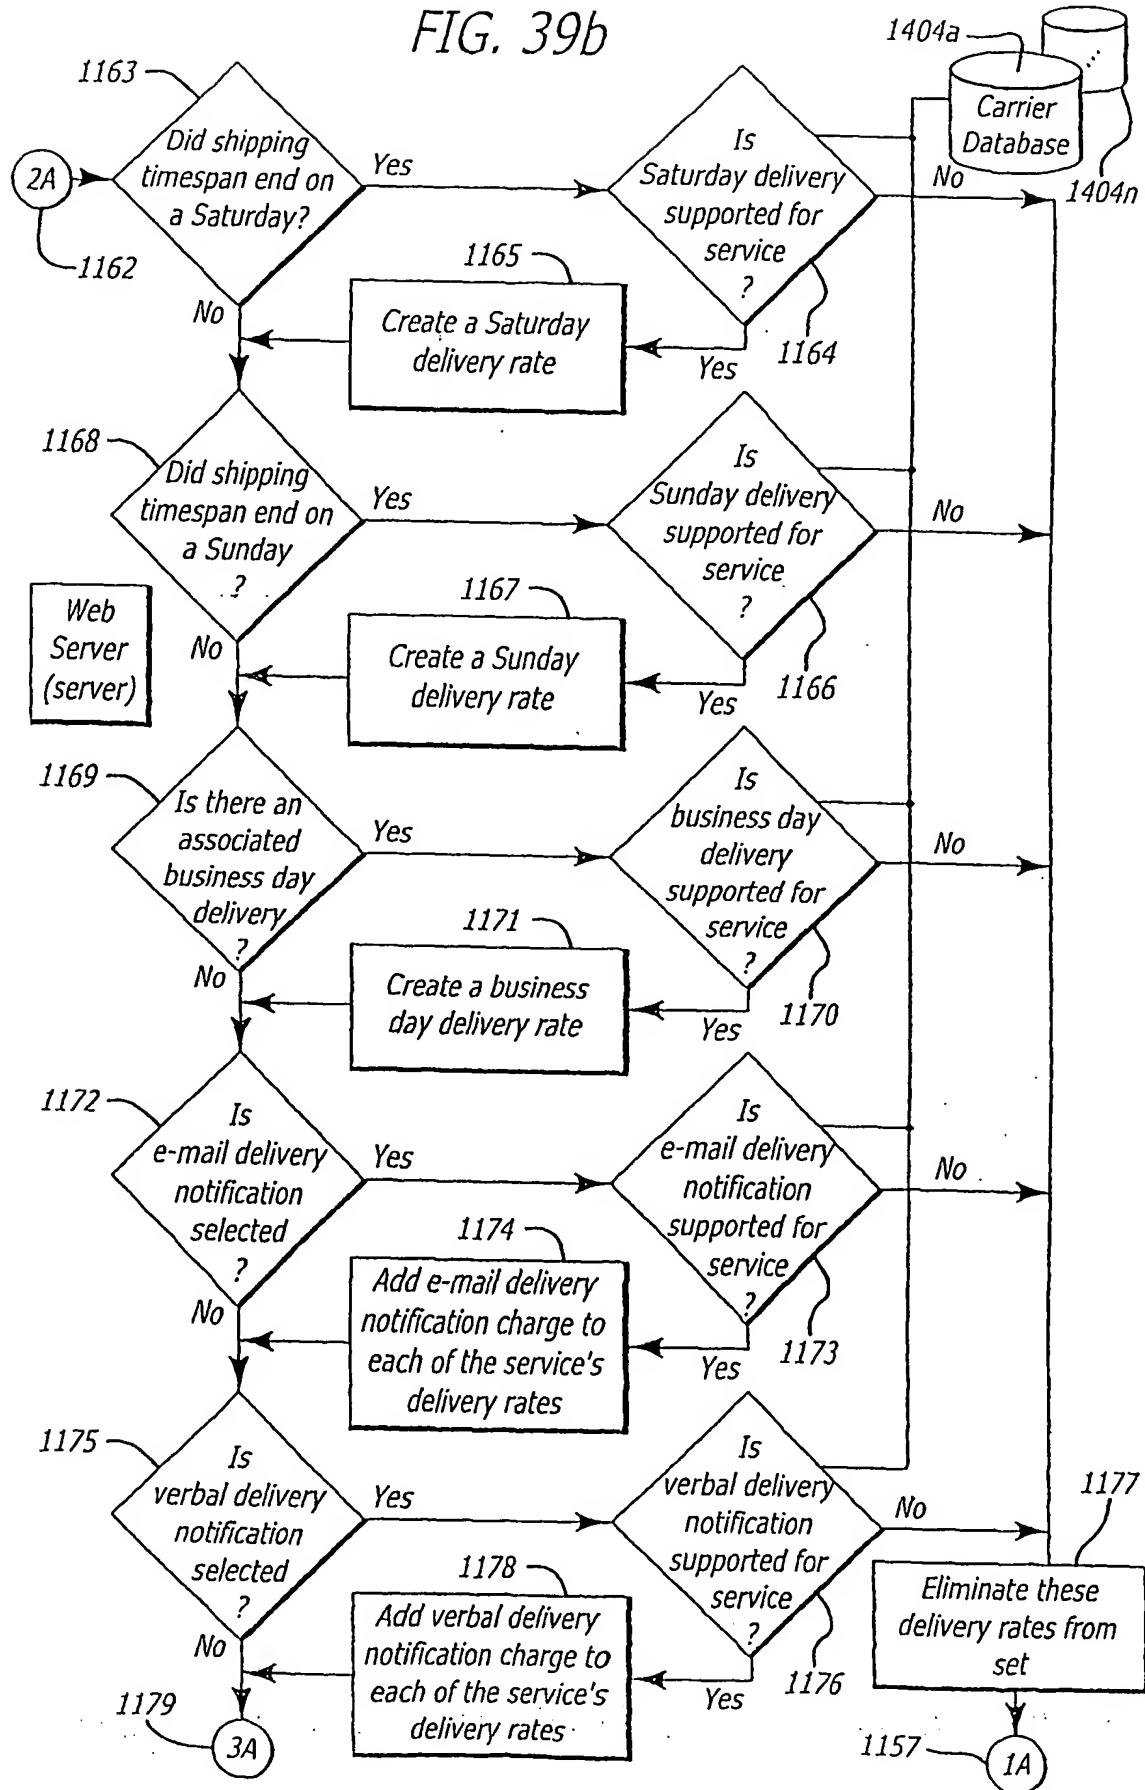 FIG. 39b
1404a
Carrier
Database
1404n
1163
Did shipping
timespan end on
a Saturday?
2A
1162
Yes
Is
Saturday delivery
supported for
service
?
No
1164
Yes
1165
Create a Saturday
delivery rate
No
1168
Did shipping
timespan end on
a Sunday
?
Yes
Is
Sunday delivery
supported for
service
?
No
1166
Yes
1167
Create a Sunday
delivery rate
No
Web
Server
(server)
1169
Is there an
associated
business day
delivery
?
Yes
Is
business day
delivery
supported for
service
?
No
1170
Yes
1171
Create a business
day delivery rate
No
1172
Is
e-mail delivery
notification
selected
?
Yes
Is
e-mail delivery
notification
supported for
service
?
No
1173
Yes
1174
Add e-mail delivery
notification charge to
each of the service's
delivery rates
No
1175
Is
verbal delivery
notification
selected
?
Yes
Is
verbal delivery
notification
supported for
service
?
No
1176
Yes
1178
Add verbal delivery
notification charge to
each of the service's
delivery rates
No
1177
Eliminate these
delivery rates from
set
1179
3A
1157
1A